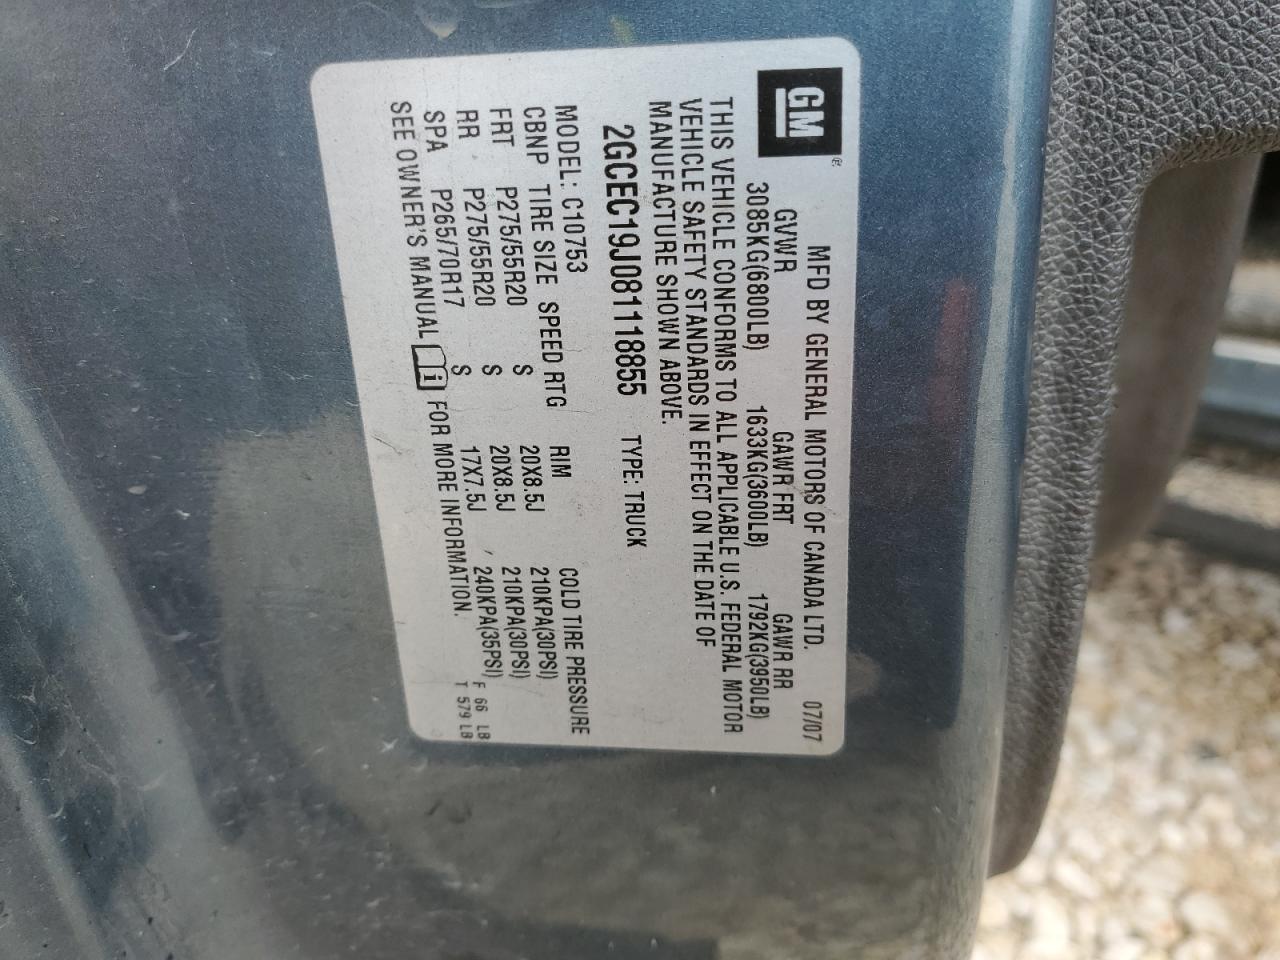 GM®
MFD BY GENERAL MOTORS OF CANADA LTD. 07/07
GVWR GAWR FRT GAWR RR
3085KG(6800LB) 1633KG(3600LB) 1792KG(3950LB)
THIS VEHICLE CONFORMS TO ALL APPLICABLE U.S. FEDERAL MOTOR
VEHICLE SAFETY STANDARDS IN EFFECT ON THE DATE OF
MANUFACTURE SHOWN ABOVE.
2GCEC19J081118855 TYPE: TRUCK
MODEL: C10753
CBNP TIRE SIZE SPEED RTG RIM COLD TIRE PRESSURE
FRT P275/55R20 S 20X8.5J 210KPA(30PSI)
RR P275/55R20 S 20X8.5J 210KPA(30PSI)
SPA P265/70R17 S 17X7.5J 240KPA(35PSI) F 66 LB
SEE OWNER'S MANUAL i FOR MORE INFORMATION. T 579 LB